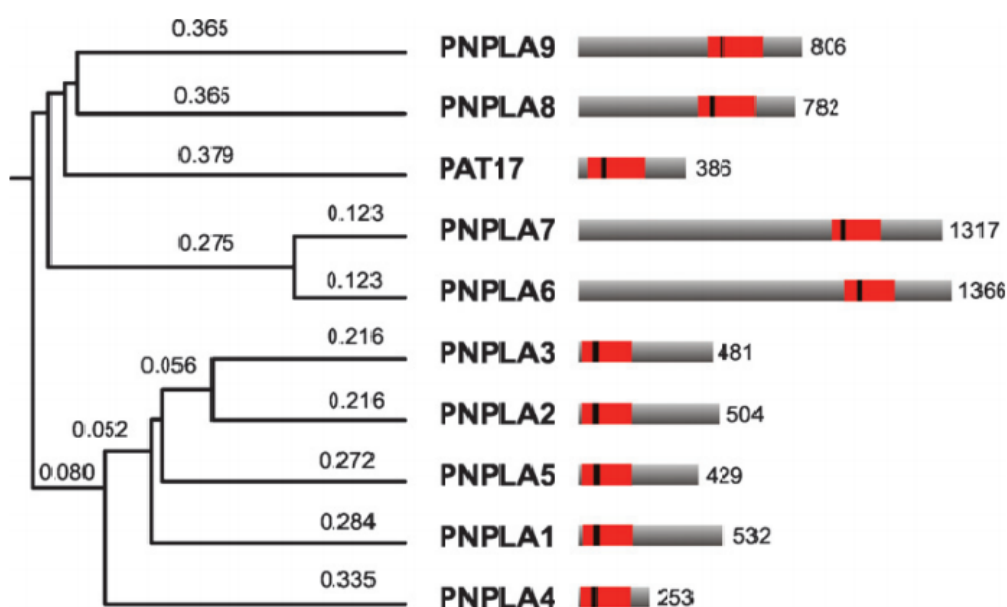 0.365 PNPLA9 806
0.365 PNPLA8 782
0.379 PAT17 386
0.123 PNPLA7 1317
0.275
0.123 PNPLA6 1366
0.216 PNPLA3 481
0.056
0.216 PNPLA2 504
0.052
0.272 PNPLA5 429
0.080
0.284 PNPLA1 532
0.335 PNPLA4 253